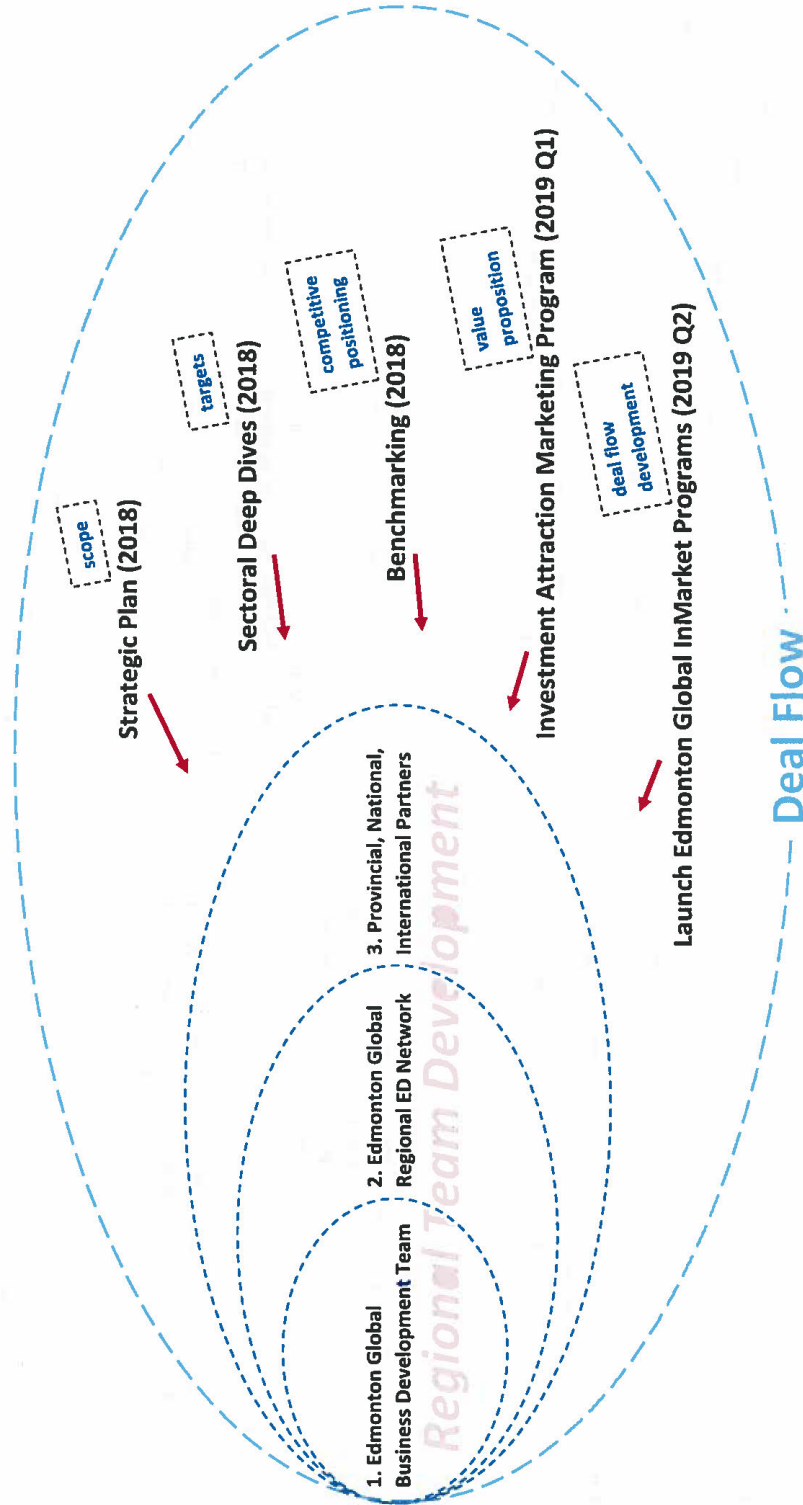 scope
Strategic Plan (2018)
targets
Sectoral Deep Dives (2018)
competitive
positioning
Benchmarking (2018)
value
proposition
Investment Attraction Marketing Program (2019 Q1)
deal flow
development
Launch Edmonton Global InMarket Programs (2019 Q2)
1. Edmonton Global
Business Development Team
2. Edmonton Global
Regional ED Network
3. Provincial, National,
International Partners
Regional Team Development
Deal Flow